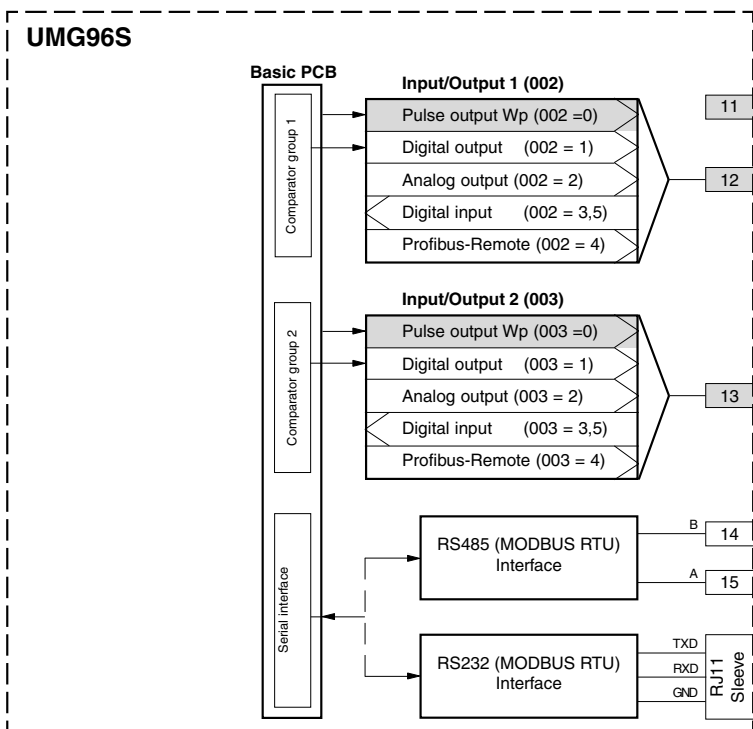 UMG96S
Basic PCB
Comparator group 1
Input/Output 1 (002)
Pulse output Wp (002 =0)
Digital output (002 = 1)
Analog output (002 = 2)
Digital input (002 = 3,5)
Profibus-Remote (002 = 4)
11
12
Comparator group 2
Input/Output 2 (003)
Pulse output Wp (003 =0)
Digital output (003 = 1)
Analog output (003 = 2)
Digital input (003 = 3,5)
Profibus-Remote (003 = 4)
13
Serial interface
RS485 (MODBUS RTU)
Interface
B
14
A
15
RS232 (MODBUS RTU)
Interface
TXD
RXD
GND
RJ11
Sleeve